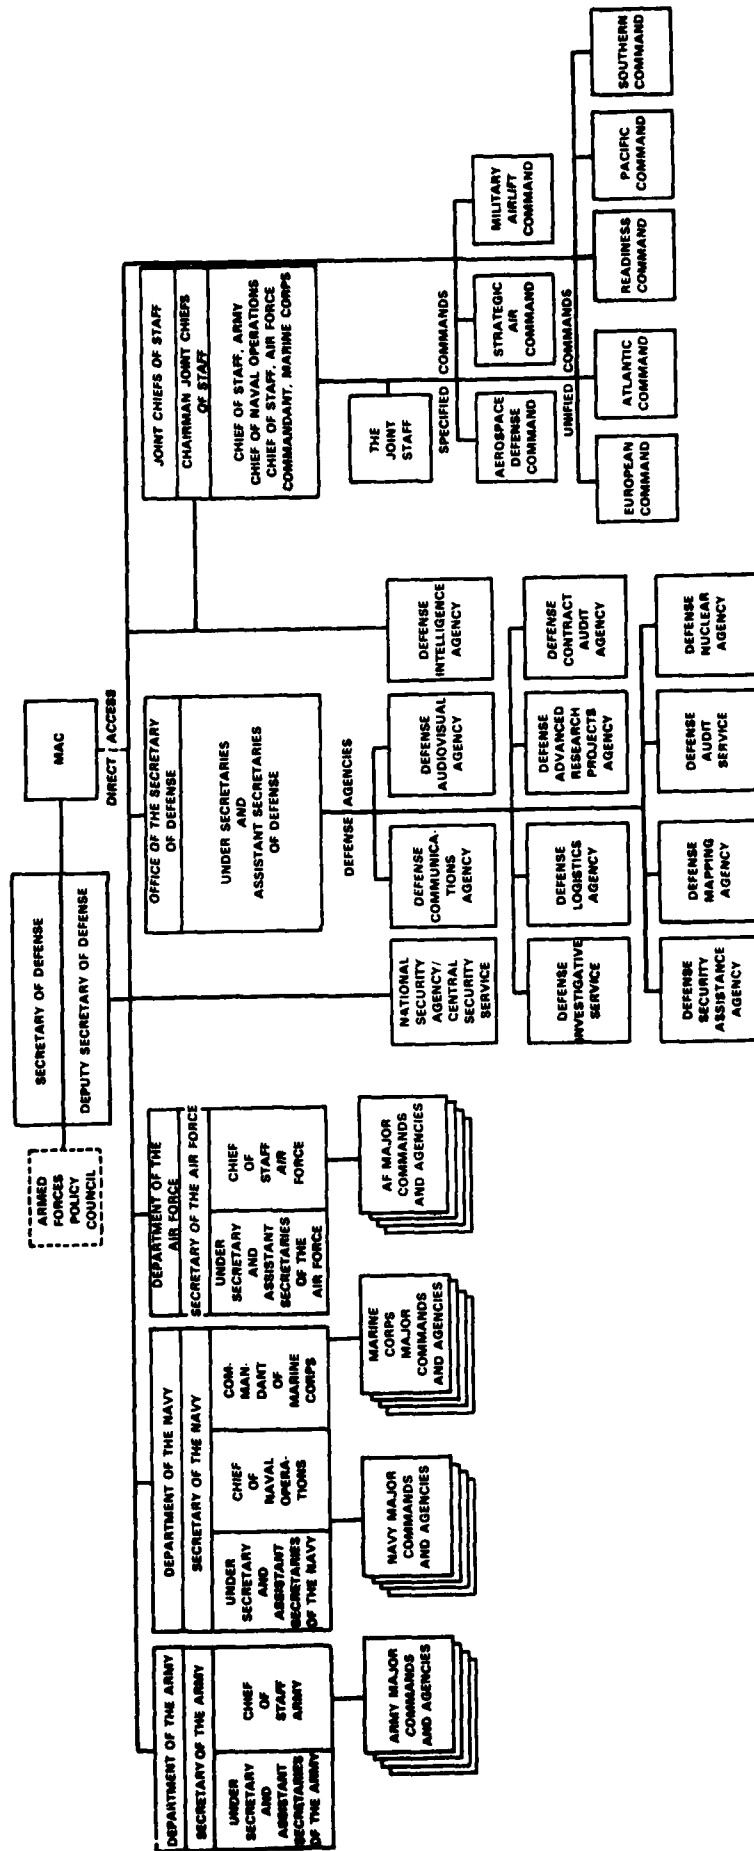 ARMED
FORCES
POLICY
COUNCIL
SECRETARY OF DEFENSE
DEPUTY SECRETARY OF DEFENSE
MAC
DIRECT ACCESS
DEPARTMENT OF THE ARMY
SECRETARY OF THE ARMY
UNDER
SECRETARY
AND
ASSISTANT
SECRETARIES
OF THE ARMY
CHIEF
OF
STAFF
ARMY
ARMY MAJOR
COMMANDS
AND AGENCIES
DEPARTMENT OF THE NAVY
SECRETARY OF THE NAVY
UNDER
SECRETARY
AND
ASSISTANT
SECRETARIES
OF THE NAVY
CHIEF
OF
NAVAL
OPERA-
TIONS
COM-
MAN-
DANT
OF
MARINE
CORPS
NAVY MAJOR
COMMANDS
AND AGENCIES
MARINE
CORPS
MAJOR
COMMANDS
AND AGENCIES
DEPARTMENT OF THE
AIR FORCE
SECRETARY OF THE AIR FORCE
UNDER
SECRETARY
AND
ASSISTANT
SECRETARIES
OF THE
AIR FORCE
CHIEF
OF
STAFF
AIR
FORCE
AF MAJOR
COMMANDS
AND AGENCIES
OFFICE OF THE SECRETARY
OF DEFENSE
UNDER SECRETARIES
AND
ASSISTANT SECRETARIES
OF DEFENSE
DEFENSE AGENCIES
NATIONAL
SECURITY
AGENCY/
CENTRAL
SECURITY
SERVICE
DEFENSE
COMMUNICA-
TIONS
AGENCY
DEFENSE
AUDIOVISUAL
AGENCY
DEFENSE
INTELLIGENCE
AGENCY
DEFENSE
INVESTIGATIVE
SERVICE
DEFENSE
LOGISTICS
AGENCY
DEFENSE
ADVANCED
RESEARCH
PROJECTS
AGENCY
DEFENSE
CONTRACT
AUDIT
AGENCY
DEFENSE
SECURITY
ASSISTANCE
AGENCY
DEFENSE
MAPPING
AGENCY
DEFENSE
AUDIT
SERVICE
DEFENSE
NUCLEAR
AGENCY
JOINT CHIEFS OF STAFF
CHAIRMAN JOINT CHIEFS
OF STAFF
CHIEF OF STAFF, ARMY
CHIEF OF NAVAL OPERATIONS
CHIEF OF STAFF, AIR FORCE
COMMANDANT, MARINE CORPS
THE
JOINT
STAFF
SPECIFIED COMMANDS
AEROSPACE
DEFENSE
COMMAND
STRATEGIC
AIR
COMMAND
MILITARY
AIRLIFT
COMMAND
UNIFIED COMMANDS
EUROPEAN
COMMAND
ATLANTIC
COMMAND
READINESS
COMMAND
PACIFIC
COMMAND
SOUTHERN
COMMAND